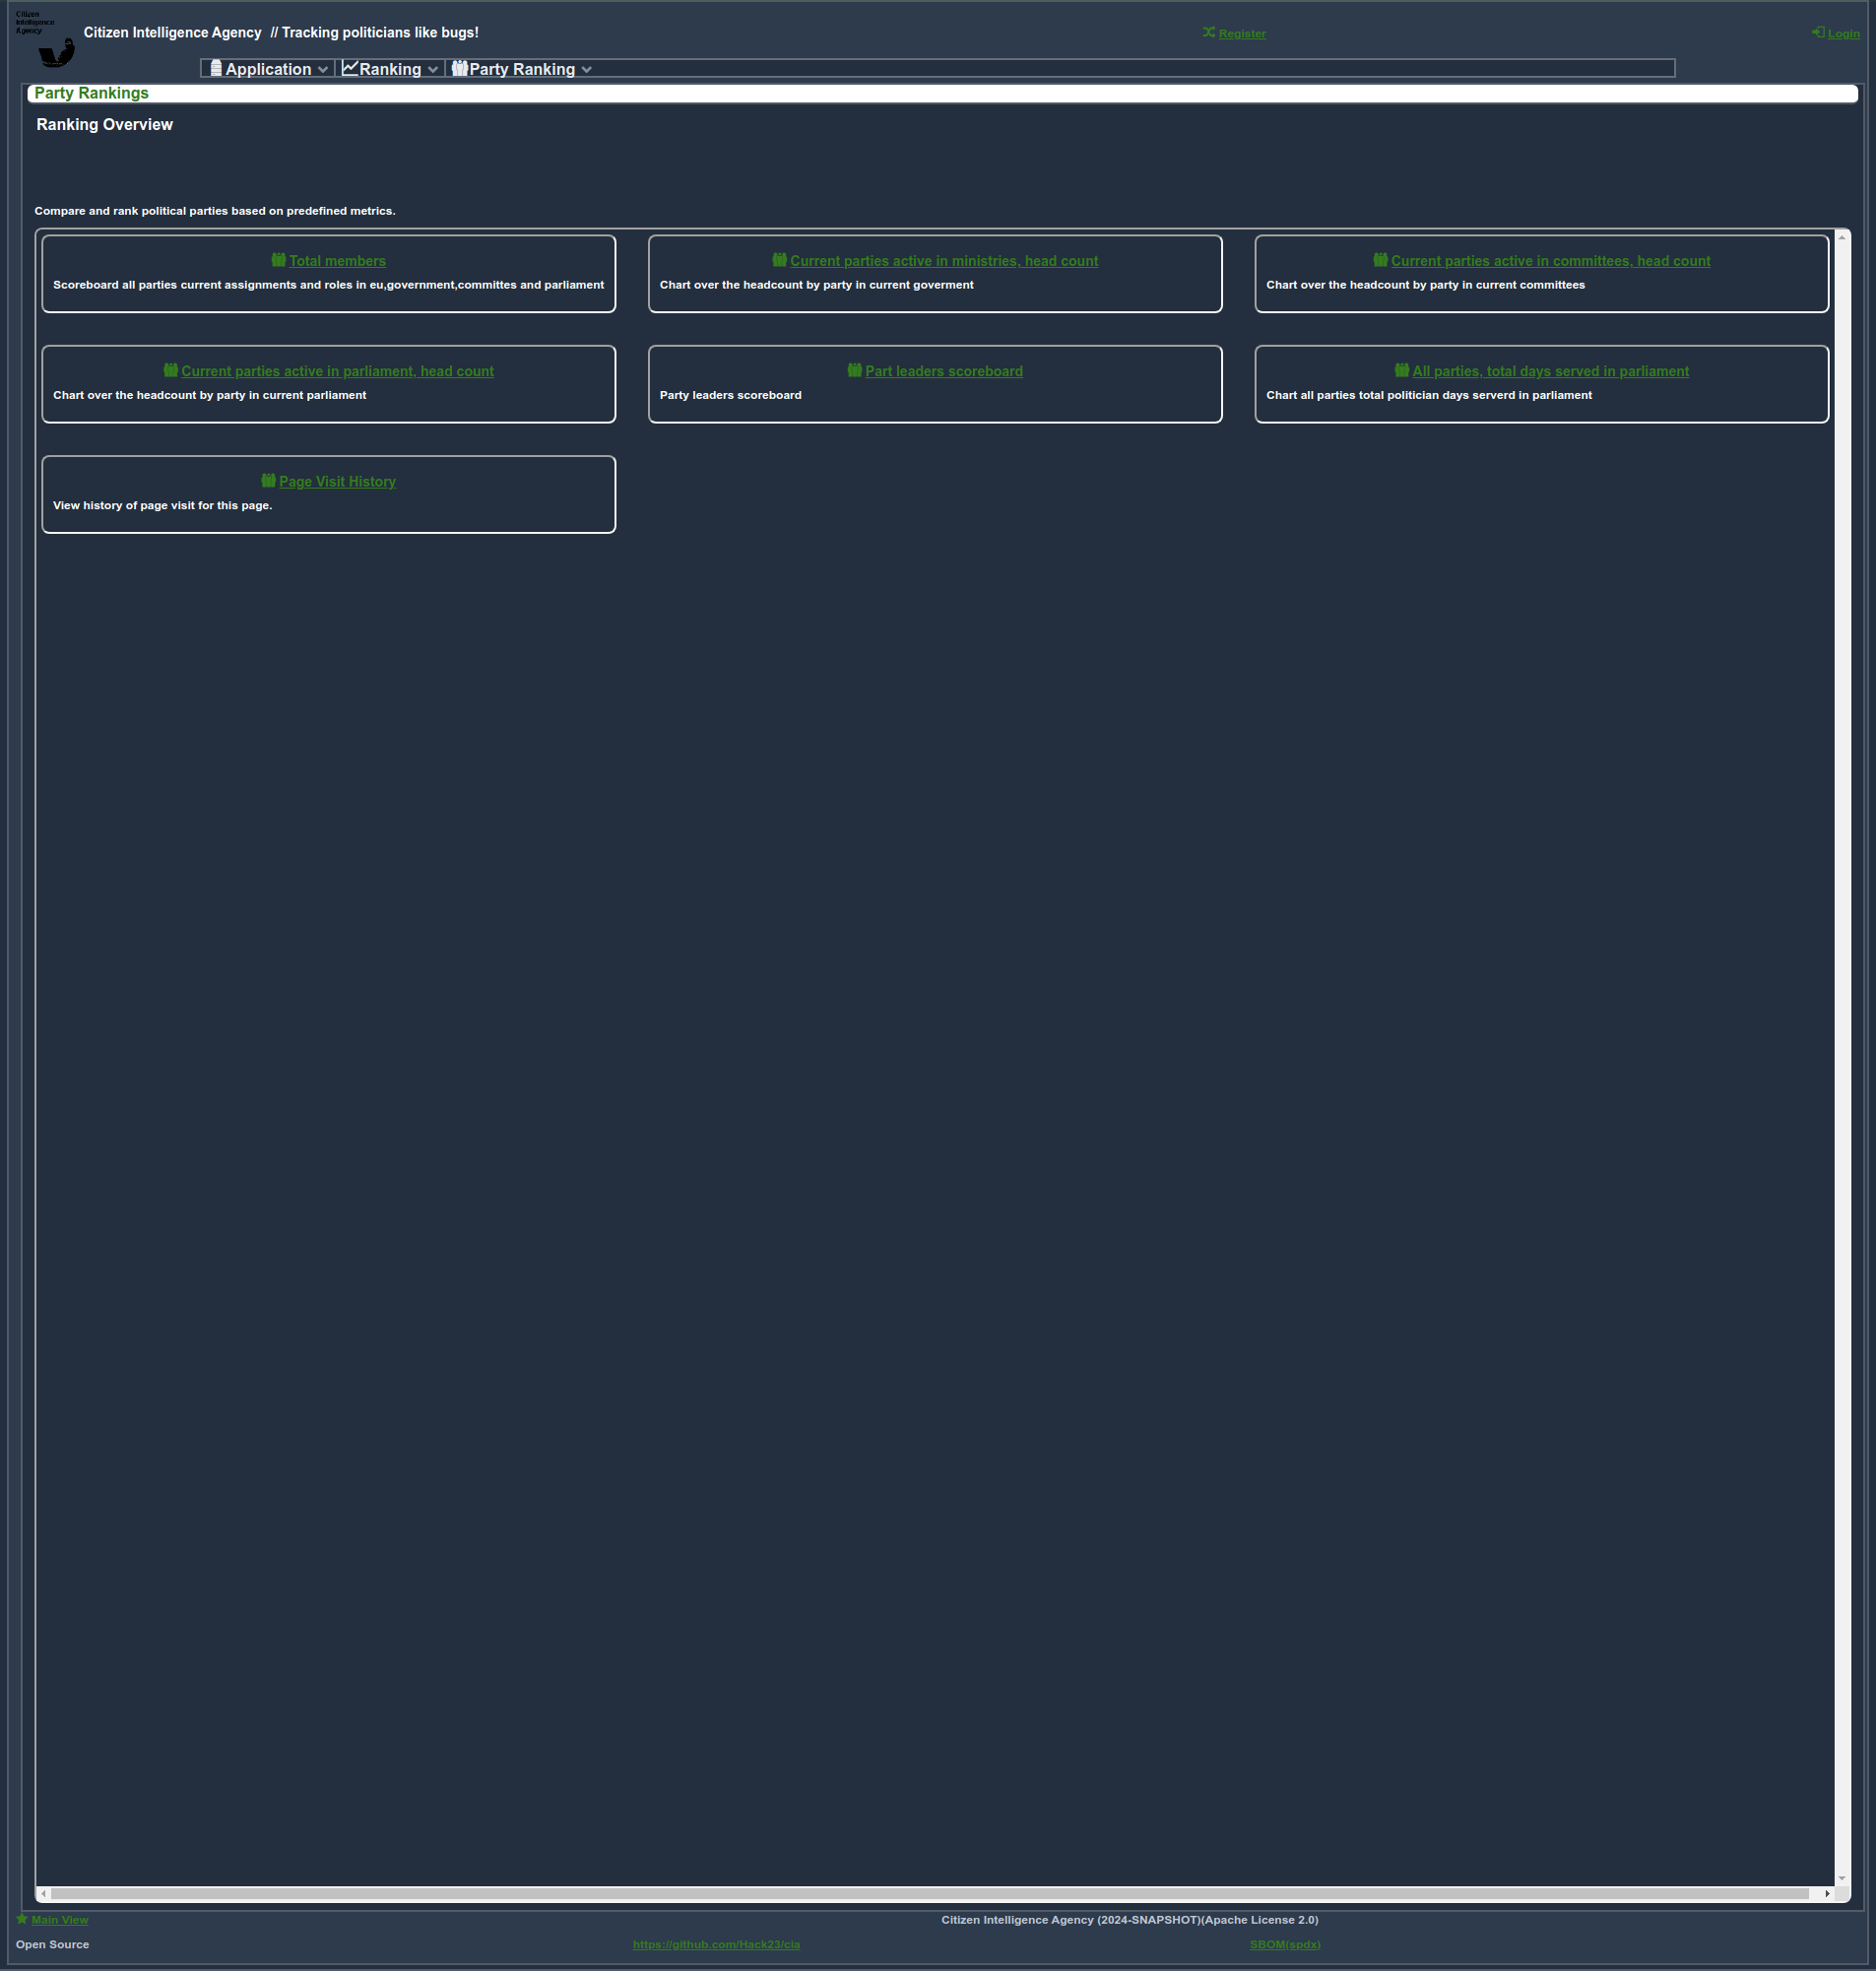 Citizen
Intelligence
Agency
Citizen Intelligence Agency // Tracking politicians like bugs!
Register
Login
Application
Ranking
Party Ranking
Party Rankings
Ranking Overview
Compare and rank political parties based on predefined metrics.
Total members
Scoreboard all parties current assignments and roles in eu,government,committes and parliament
Current parties active in ministries, head count
Chart over the headcount by party in current goverment
Current parties active in committees, head count
Chart over the headcount by party in current committees
Current parties active in parliament, head count
Chart over the headcount by party in current parliament
Part leaders scoreboard
Party leaders scoreboard
All parties, total days served in parliament
Chart all parties total politician days serverd in parliament
Page Visit History
View history of page visit for this page.
Main View
Citizen Intelligence Agency (2024-SNAPSHOT)(Apache License 2.0)
Open Source
https://github.com/Hack23/cia
SBOM(spdx)